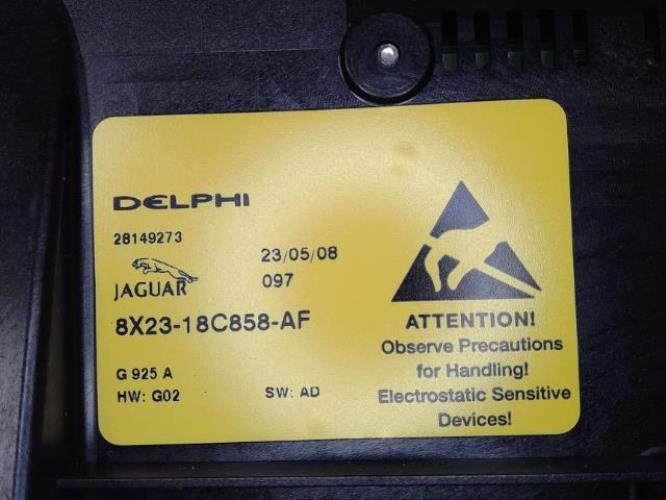 DELPHI
28149273
23/05/08
JAGUAR
097
8X23-18C858-AF
G 925 A
HW: G02
SW: AD
ATTENTION!
Observe Precautions
for Handling!
Electrostatic Sensitive
Devices!